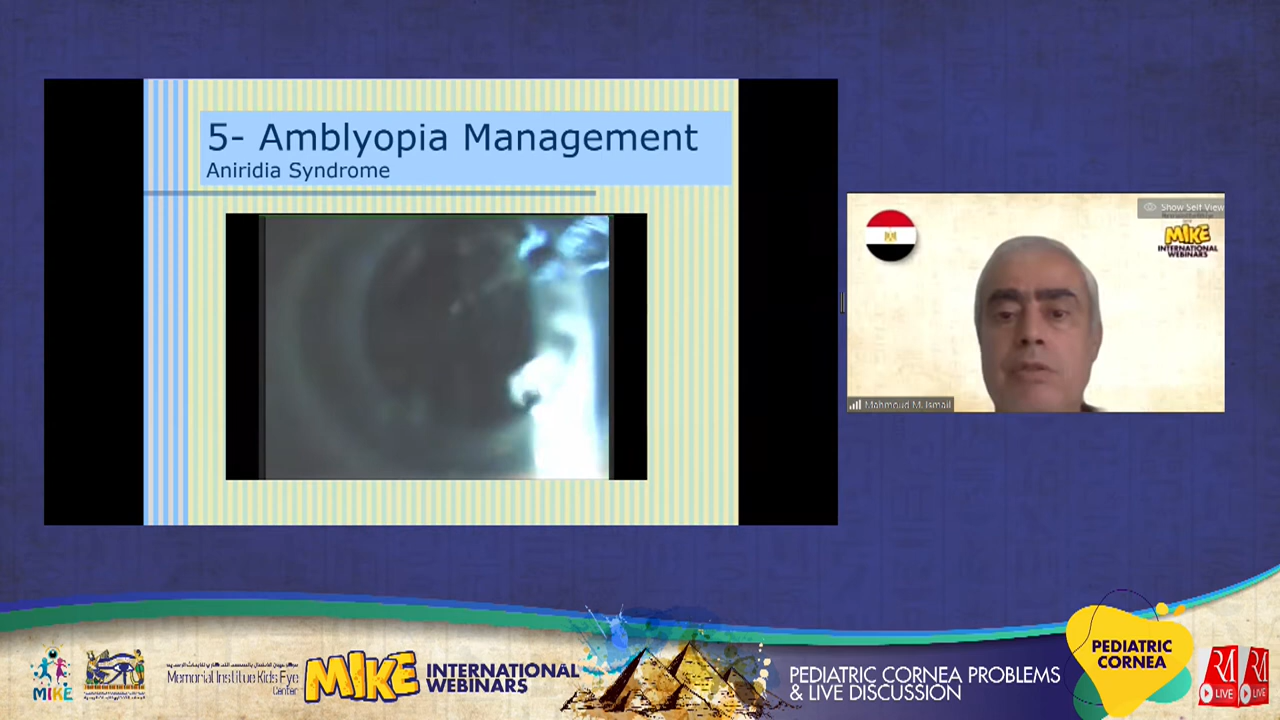 5- Amblyopia Management
Aniridia Syndrome
Show Self View
MIKE
INTERNATIONAL
WEBINARS
Mahmoud M. Ismail
MIKE
Memorial Institue Kids Eye
Center
MIKE
INTERNATIONAL
WEBINARS
PEDIATRIC CORNEA PROBLEMS
& LIVE DISCUSSION
PEDIATRIC
CORNEA
LIVE
LIVE